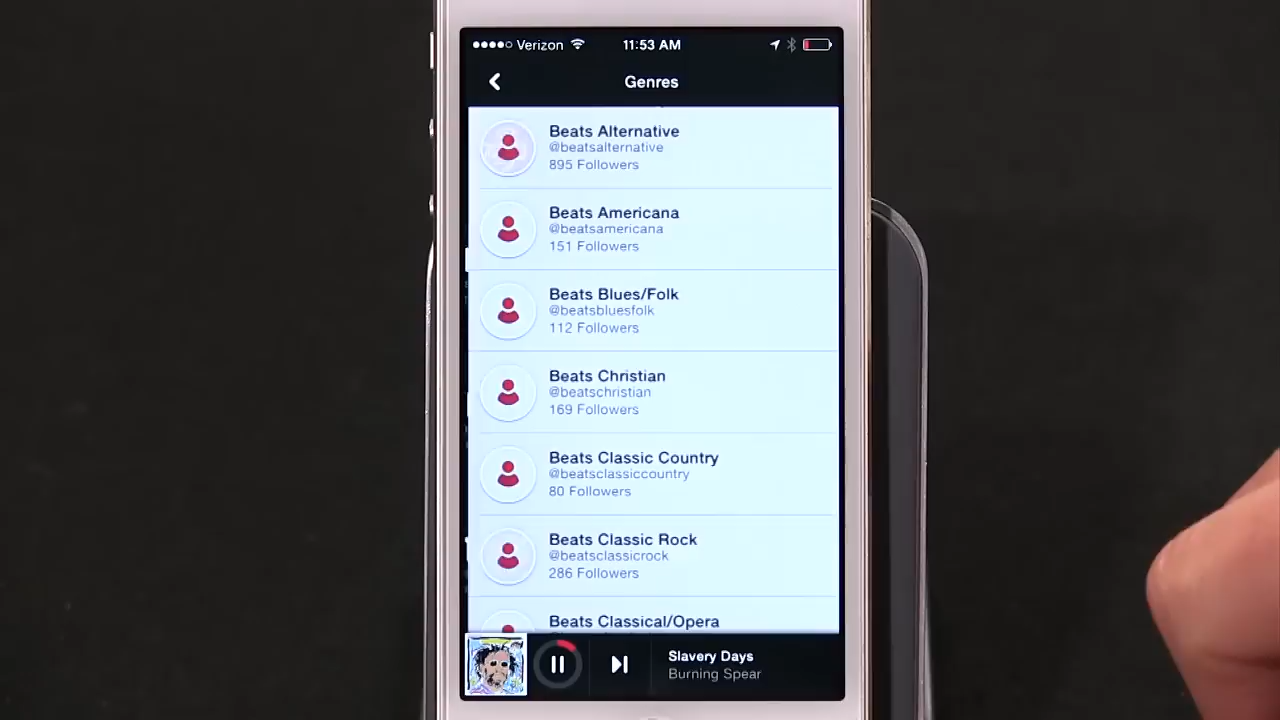 Verizon 11:53 AM
Genres
Beats Alternative
@beatsalternative
895 Followers
Beats Americana
@beatsamericana
151 Followers
Beats Blues/Folk
@beatsbluesfolk
112 Followers
Beats Christian
@beatschristian
169 Followers
Beats Classic Country
@beatsclassiccountry
80 Followers
Beats Classic Rock
@beatsclassicrock
286 Followers
Beats Classical/Opera
Slavery Days
Burning Spear